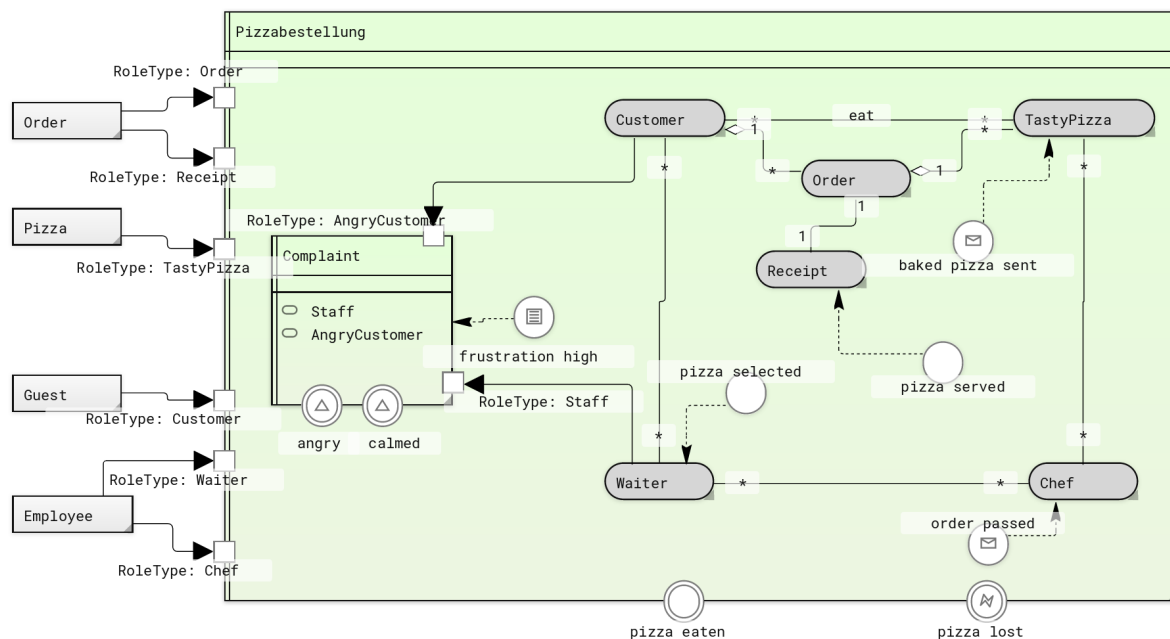 Pizzabestellung
RoleType: Order
Order
RoleType: Receipt
Pizza
RoleType: TastyPizza
Guest
RoleType: Customer
RoleType: Waiter
Employee
RoleType: Chef
Customer
* eat *
TastyPizza
1
*
*
*
Order
1
*
*
1
1
Receipt
baked pizza sent
RoleType: AngryCustomer
Complaint
Staff
AngryCustomer
frustration high
pizza selected
pizza served
RoleType: Staff
angry
calmed
*
*
Waiter
*
*
Chef
order passed
pizza eaten
pizza lost